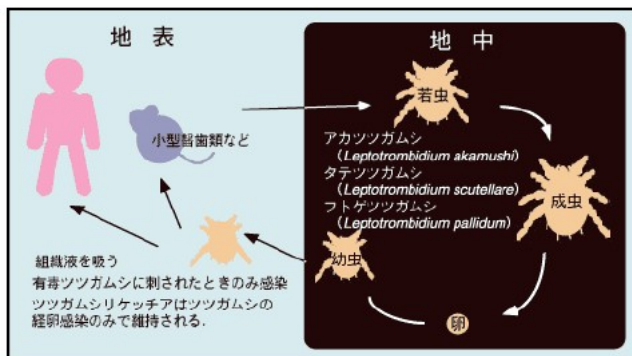 地 表
地 中
若虫
小型齧歯類など
アカツツガムシ
(Leptotrombidium akamushi)
タテツツガムシ
(Leptotrombidium scutellare)
フトゲツツガムシ
(Leptotrombidium pallidum)
成虫
幼虫
卵
組織液を吸う
有毒ツツガムシに刺されたときのみ感染
ツツガムシリケッチアはツツガムシの
経卵感染のみで維持される.